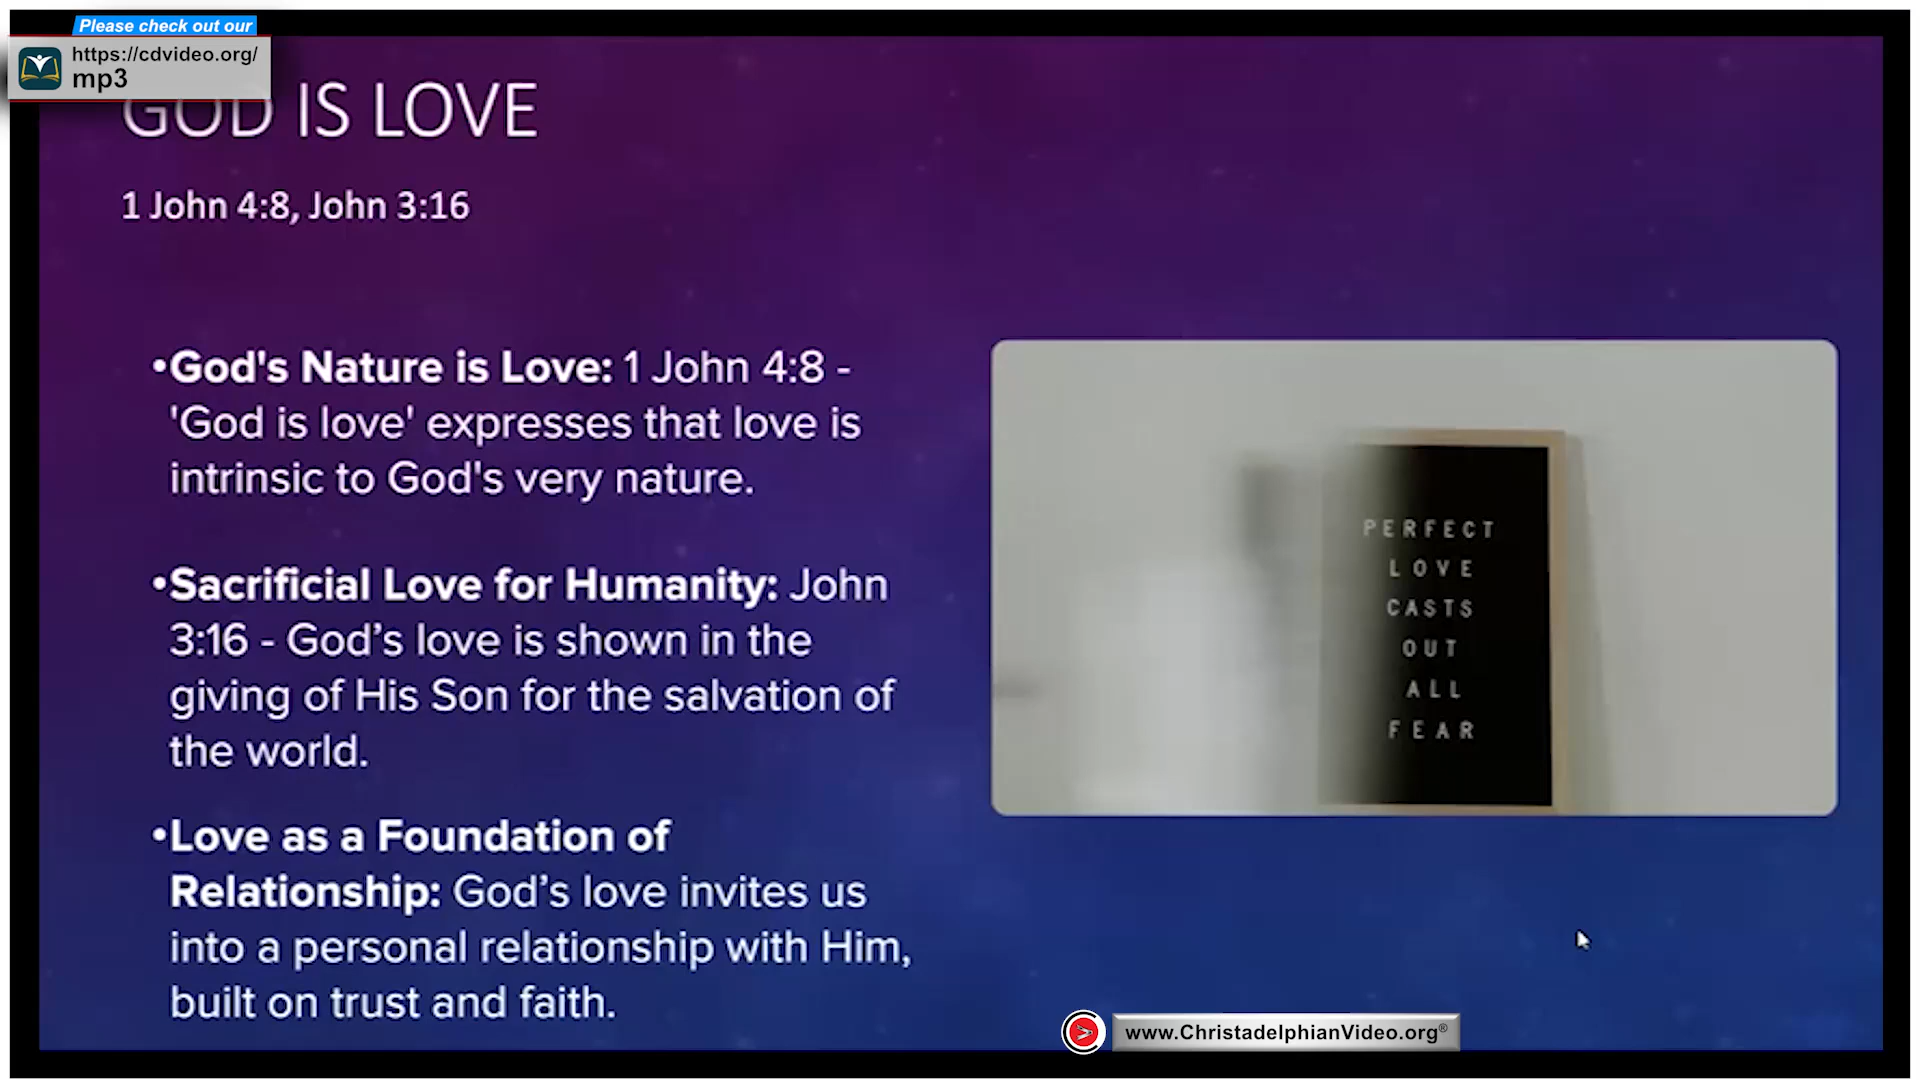 Please check out our
https://cdvideo.org/
mp3
GOD IS LOVE
1 John 4:8, John 3:16
•God's Nature is Love: 1 John 4:8 -
'God is love' expresses that love is
intrinsic to God's very nature.
•Sacrificial Love for Humanity: John
3:16 - God’s love is shown in the
giving of His Son for the salvation of
the world.
•Love as a Foundation of
Relationship: God’s love invites us
into a personal relationship with Him,
built on trust and faith.
PERFECT
LOVE
CASTS
OUT
ALL
FEAR
www.ChristadelphianVideo.org®